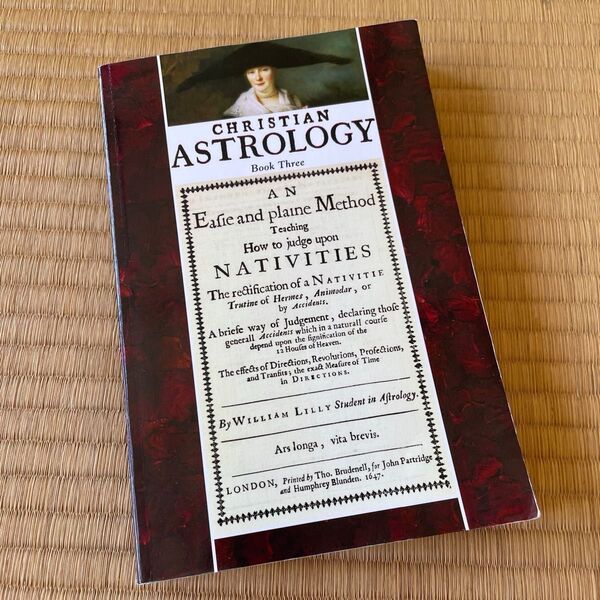 CHRISTIAN
ASTROLOGY
Book Three
AN
Eaſie and plaine Method
Teaching
How to judge upon
NATIVITIES
The rectification of a NATIVITIE
Trutine of Hermes, Animodar, or
by Accidents.
A briefe way of Judgement, declaring thoſe
generall Accidents which in a naturall courſe
depend upon the ſignification of the
12 Houſes of Heaven.
The effects of Directions, Revolutions, Profections,
and Tranſits; the exact Meaſure of Time
in DIRECTIONS.
By WILLIAM LILLY Student in Aſtrology.
Ars longa, vita brevis.
LONDON, Printed by Tho. Brudenell, for John Partridge
and Humphrey Blunden. 1647.